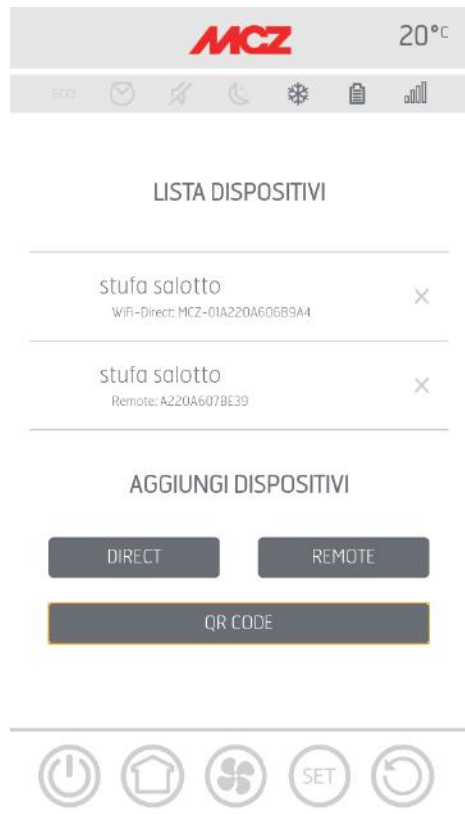 MCZ
20°C
ECO
LISTA DISPOSITIVI
stufa salotto
WiFi-Direct: MCZ-01A220A606B9A4
stufa salotto
Remote: A220A607BE39
AGGIUNGI DISPOSITIVI
DIRECT REMOTE
QR CODE
SET